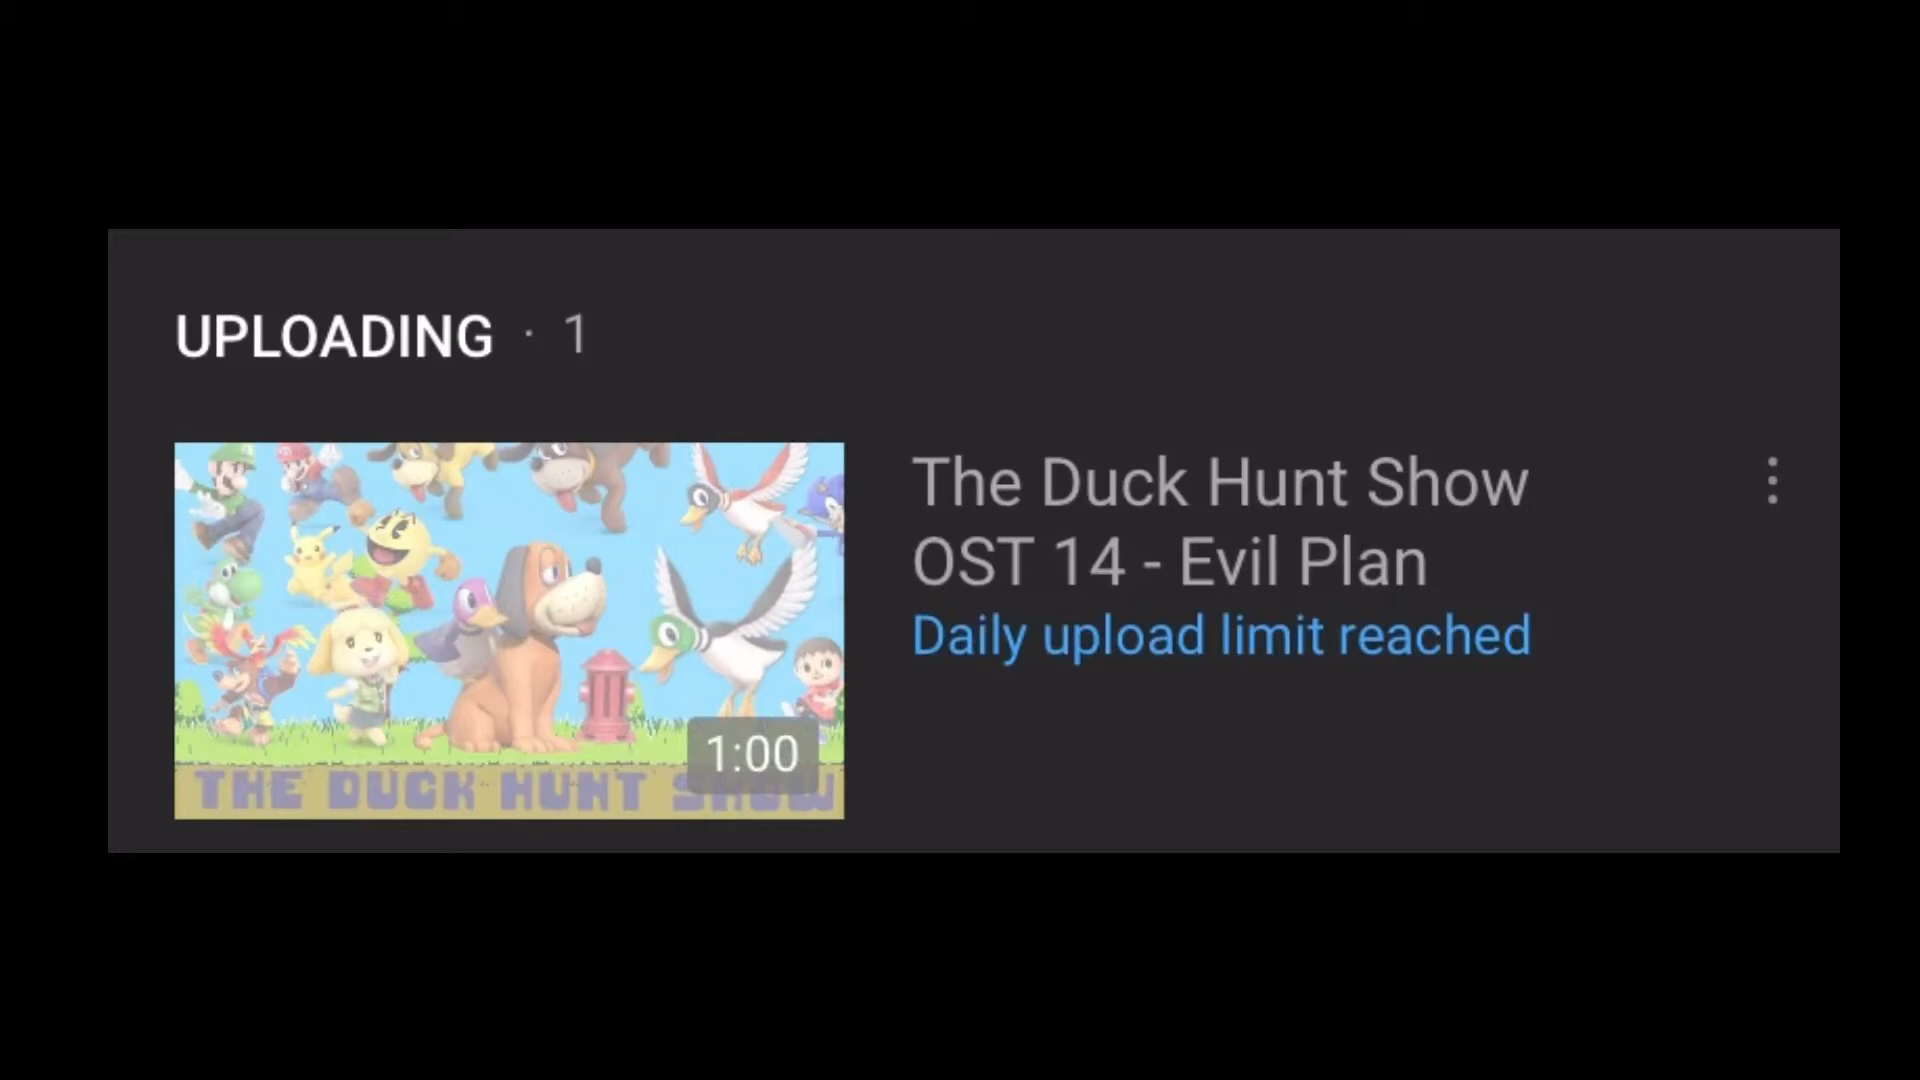 UPLOADING · 1
The Duck Hunt Show
OST 14 - Evil Plan
Daily upload limit reached
1:00
THE DUCK HUNT SHOW